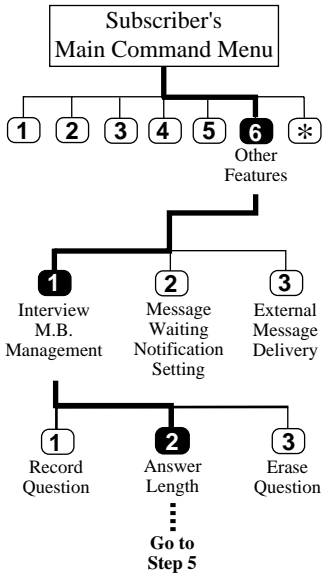 Subscriber's
Main Command Menu
1 2 3 4 5 6 *
Other
Features
1 2 3
Interview
M.B.
Management
Message
Waiting
Notification
Setting
External
Message
Delivery
1 2 3
Record
Question
Answer
Length
Erase
Question
Go to
Step 5